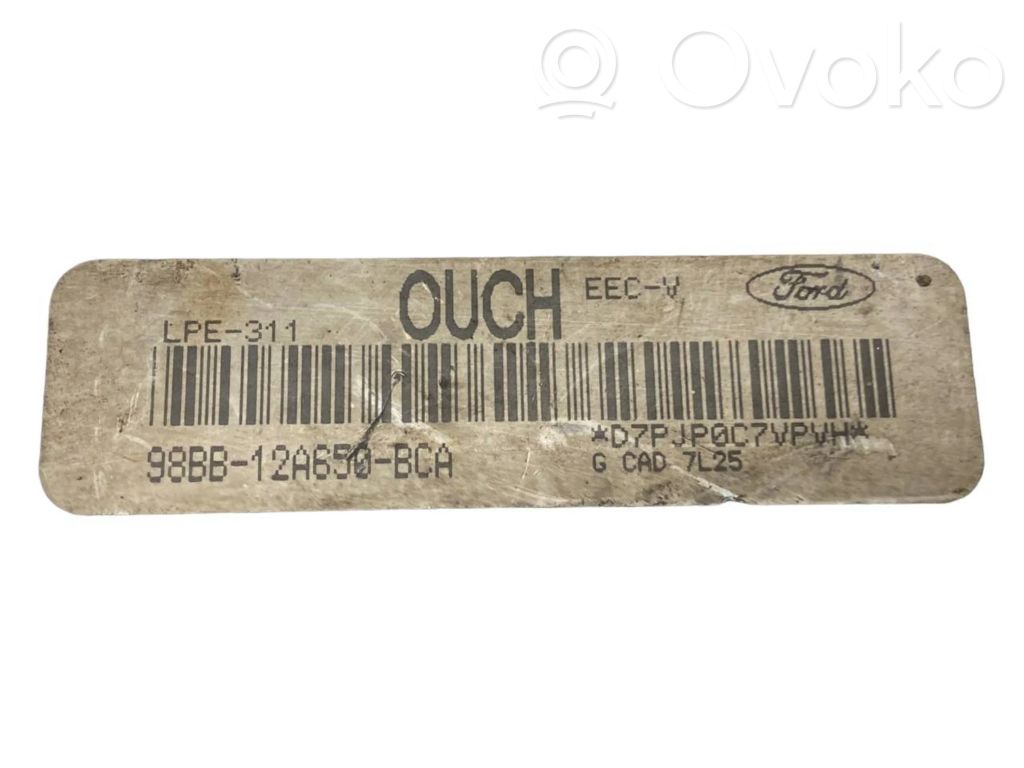 Ovoko
OUCH EEC-V Ford
LPE-311
*D7PJP0C7VPVH*
98BB-12A650-BCA G CAD 7L25